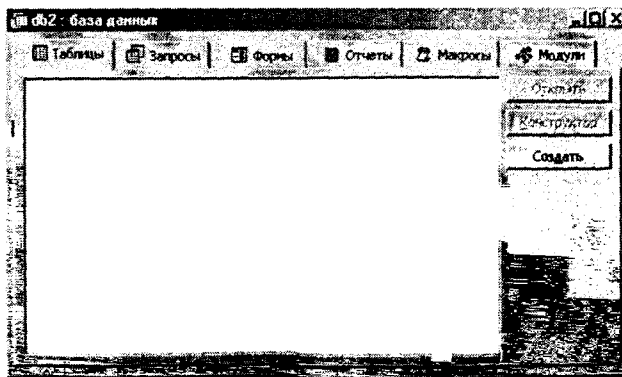 db2 : база данных
Таблицы Запросы Формы Отчеты Макросы Модули
Открыть
Конструктор
Создать